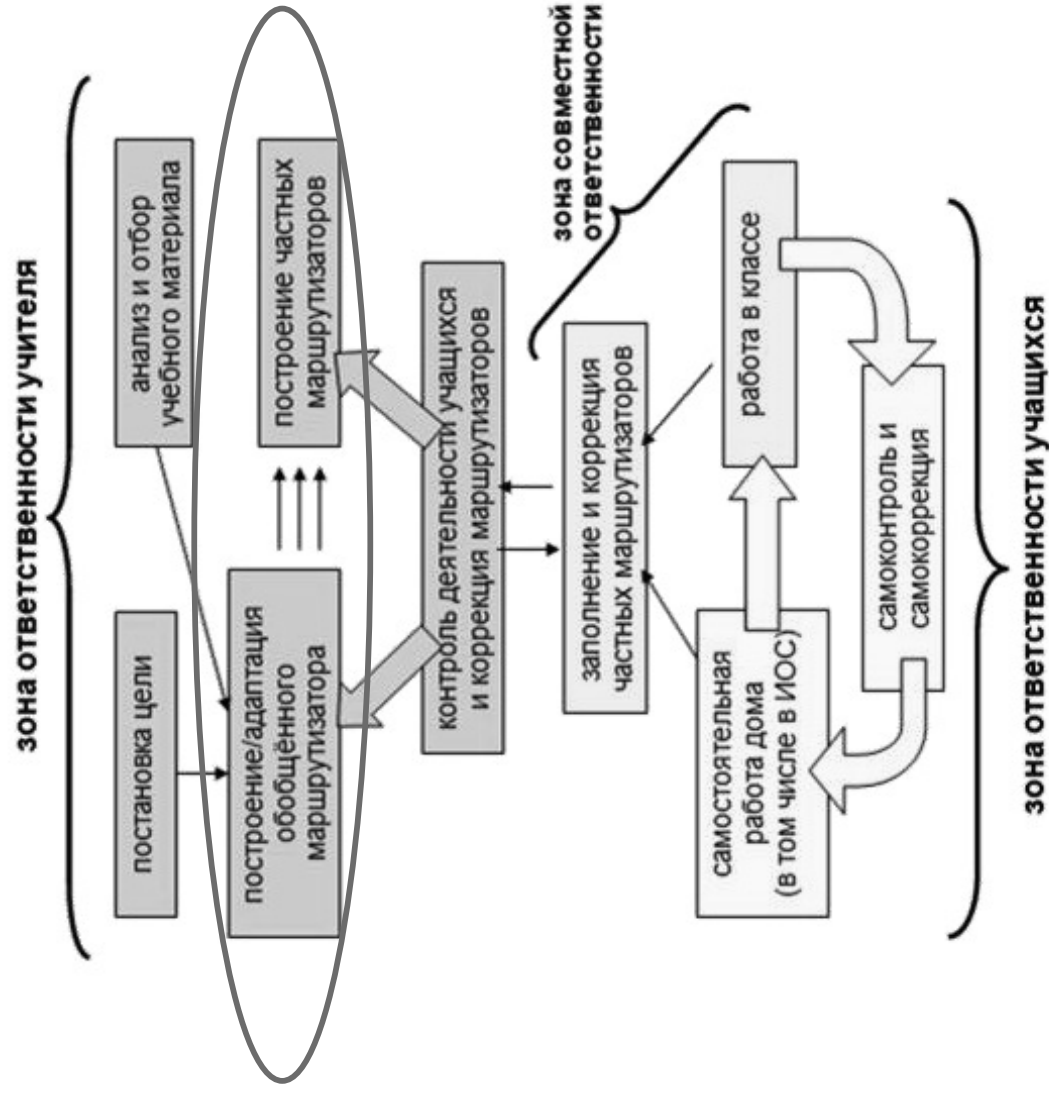 зона ответственности учителя
постановка цели
анализ и отбор
учебного материала
построение/адаптация
обобщённого
маршрутизатора
построение частных
маршрутизаторов
контроль деятельности учащихся
и коррекция маршрутизаторов
зона совместной
ответственности
заполнение и коррекция
частных маршрутизаторов
самостоятельная
работа дома
(в том числе в ИОС)
работа в классе
самоконтроль и
самокоррекция
зона ответственности учащихся